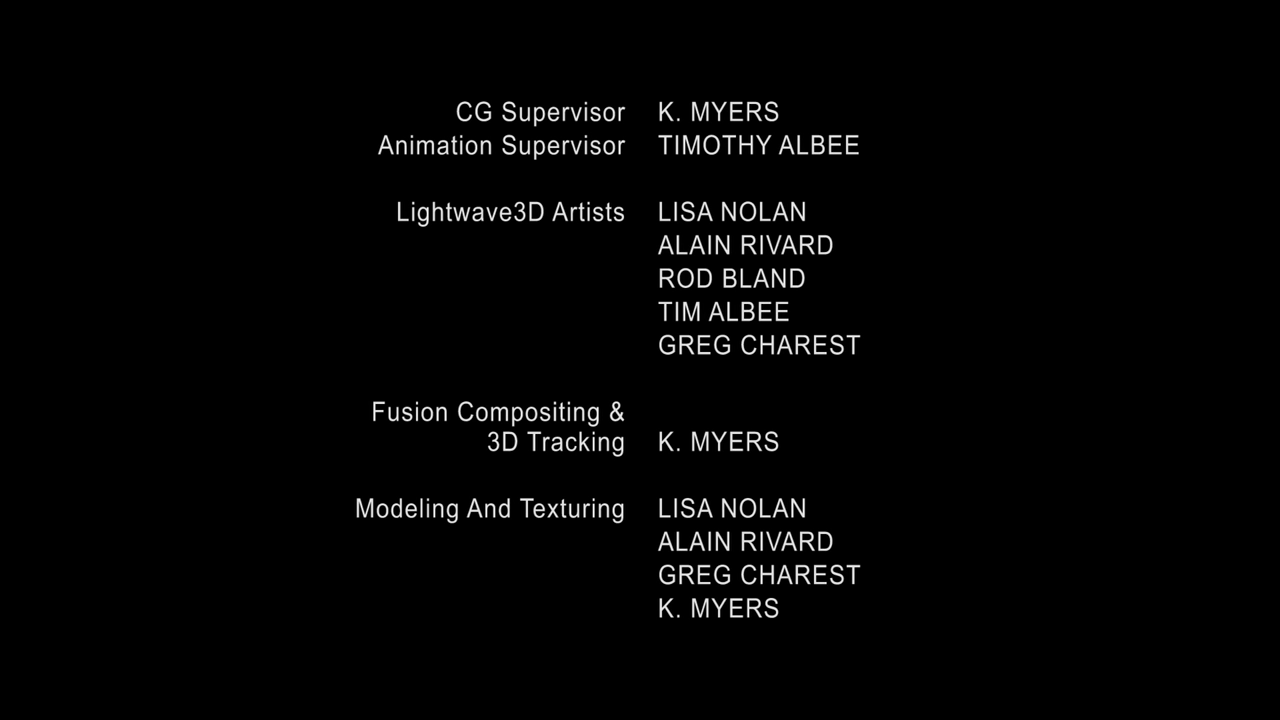 CG Supervisor K. MYERS
Animation Supervisor TIMOTHY ALBEE
Lightwave3D Artists LISA NOLAN
ALAIN RIVARD
ROD BLAND
TIM ALBEE
GREG CHAREST
Fusion Compositing &
3D Tracking K. MYERS
Modeling And Texturing LISA NOLAN
ALAIN RIVARD
GREG CHAREST
K. MYERS